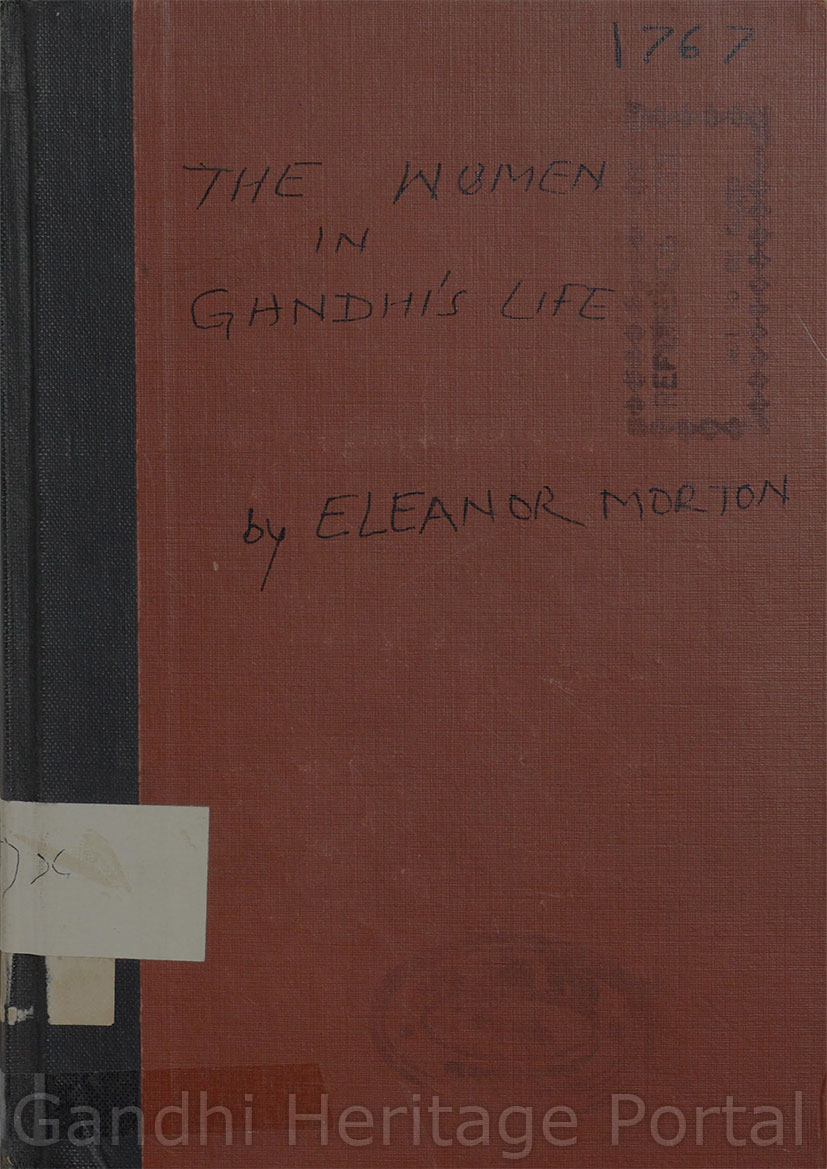 1767
THE WOMEN
IN
GANDHI'S LIFE
by ELEANOR MORTON
Gandhi Heritage Portal